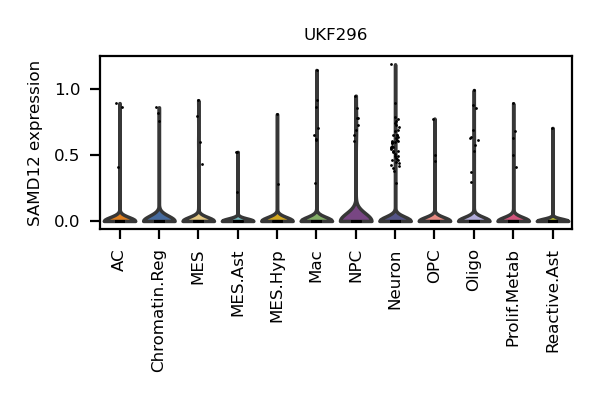 UKF296
SAMD12 expression
1.0
0.5
0.0
AC
Chromatin.Reg
MES
MES.Ast
MES.Hyp
Mac
NPC
Neuron
OPC
Oligo
Prolif.Metab
Reactive.Ast